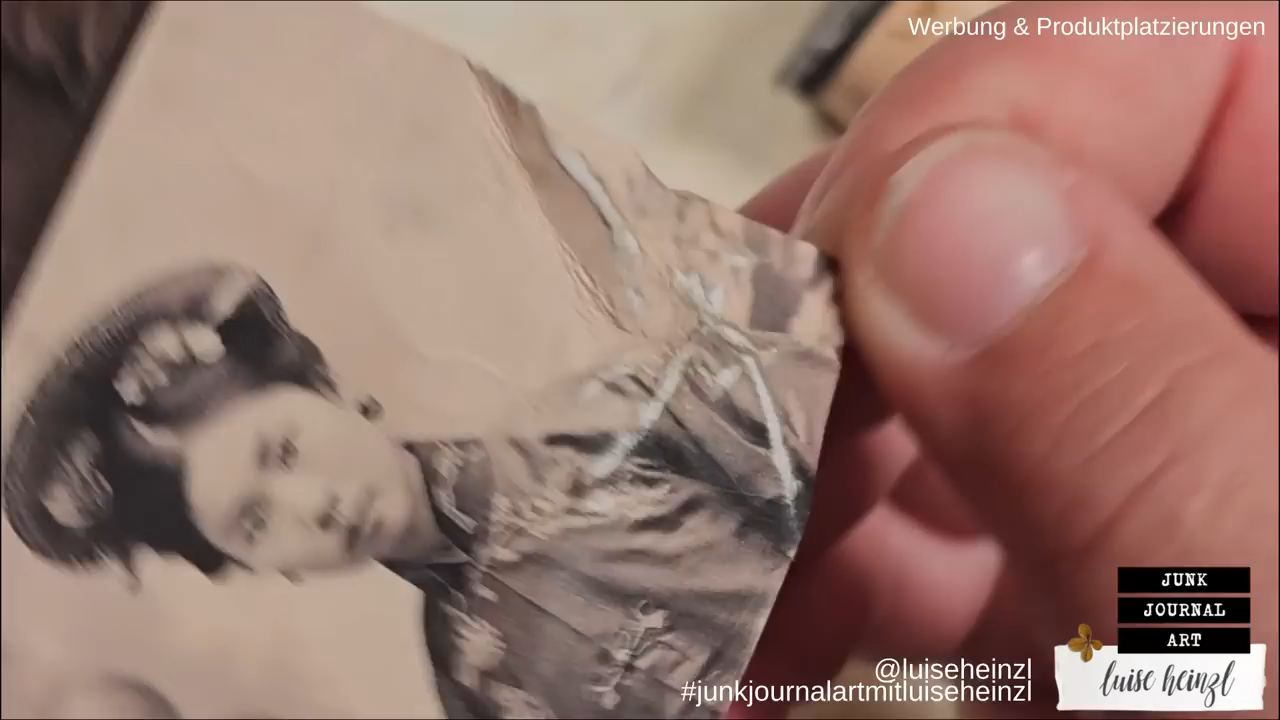 Werbung & Produktplatzierungen
JUNK
JOURNAL
ART
@luiseheinzl
#junkjournalartmitluiseheinzl
luise heinzl